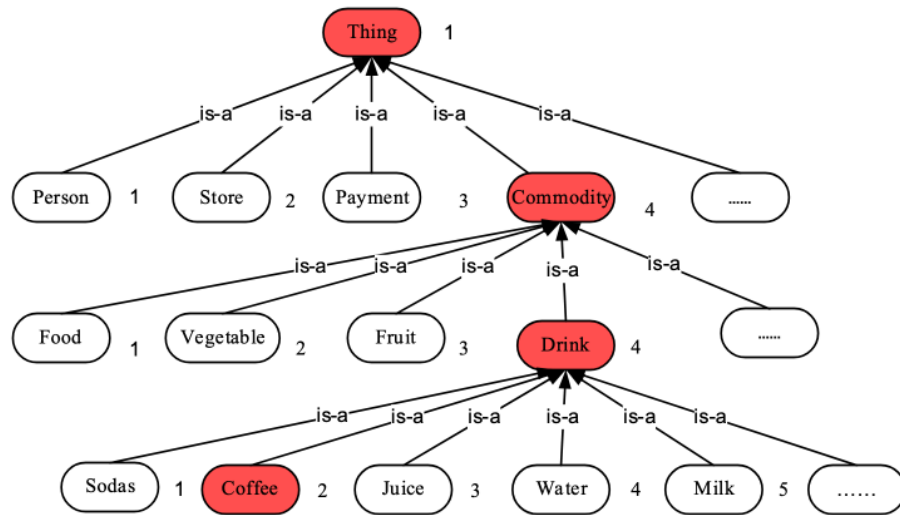 Thing 1
is-a is-a is-a is-a is-a
Person 1 Store 2 Payment 3 Commodity 4 ......
is-a is-a is-a is-a is-a
Food 1 Vegetable 2 Fruit 3 Drink 4 ......
is-a is-a is-a is-a is-a is-a
Sodas 1 Coffee 2 Juice 3 Water 4 Milk 5 ......